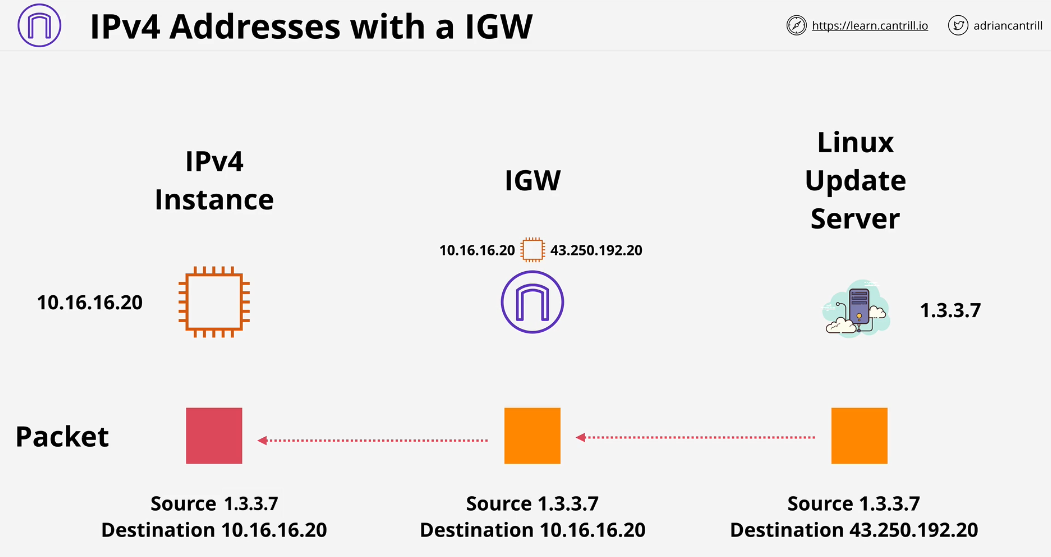 IPv4 Addresses with a IGW
https://learn.cantrill.io
adriancantrill
IPv4
Instance
IGW
Linux
Update
Server
10.16.16.20
43.250.192.20
10.16.16.20
1.3.3.7
Packet
Source 1.3.3.7
Destination 10.16.16.20
Source 1.3.3.7
Destination 10.16.16.20
Source 1.3.3.7
Destination 43.250.192.20